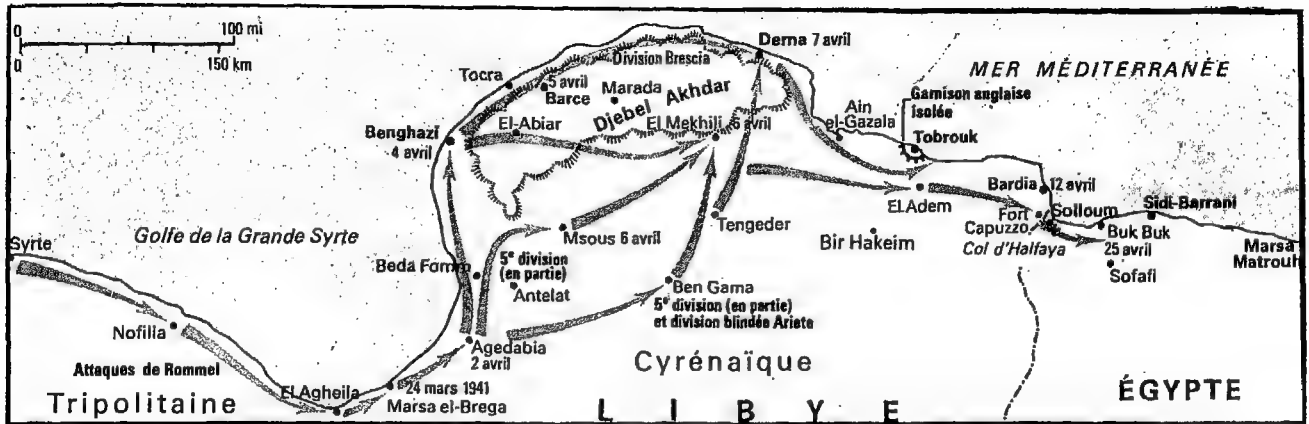 0 100 mi
0 150 km
Derna 7 avril
Division Brescia
Tocra
5 avril
Barce
Marada
Djebel Akhdar
MER MÉDITERRANÉE
Garnison anglaise
isolée
Benghazi
4 avril
El-Abiar
El Mekhili 6 avril
Ain
el-Gazala
Tobrouk
Bardia 12 avril
El Adem
Fort
Capuzzo
Solloum
Sidi-Barrani
Buk Buk
25 avril
Col d'Halfaya
Sofafi
Marsa
Matrouh
Tengeder
Bir Hakeim
Msous 6 avril
Syrte
Golfe de la Grande Syrte
Beda Fomm
5e division
(en partie)
Antelat
Ben Gama
5e division (en partie)
et division blindée Ariete
Nofilia
Agedabia
2 avril
Attaques de Rommel
El Agheila
24 mars 1941
Marsa el-Brega
Cyrénaïque
Tripolitaine
LIBYE
ÉGYPTE